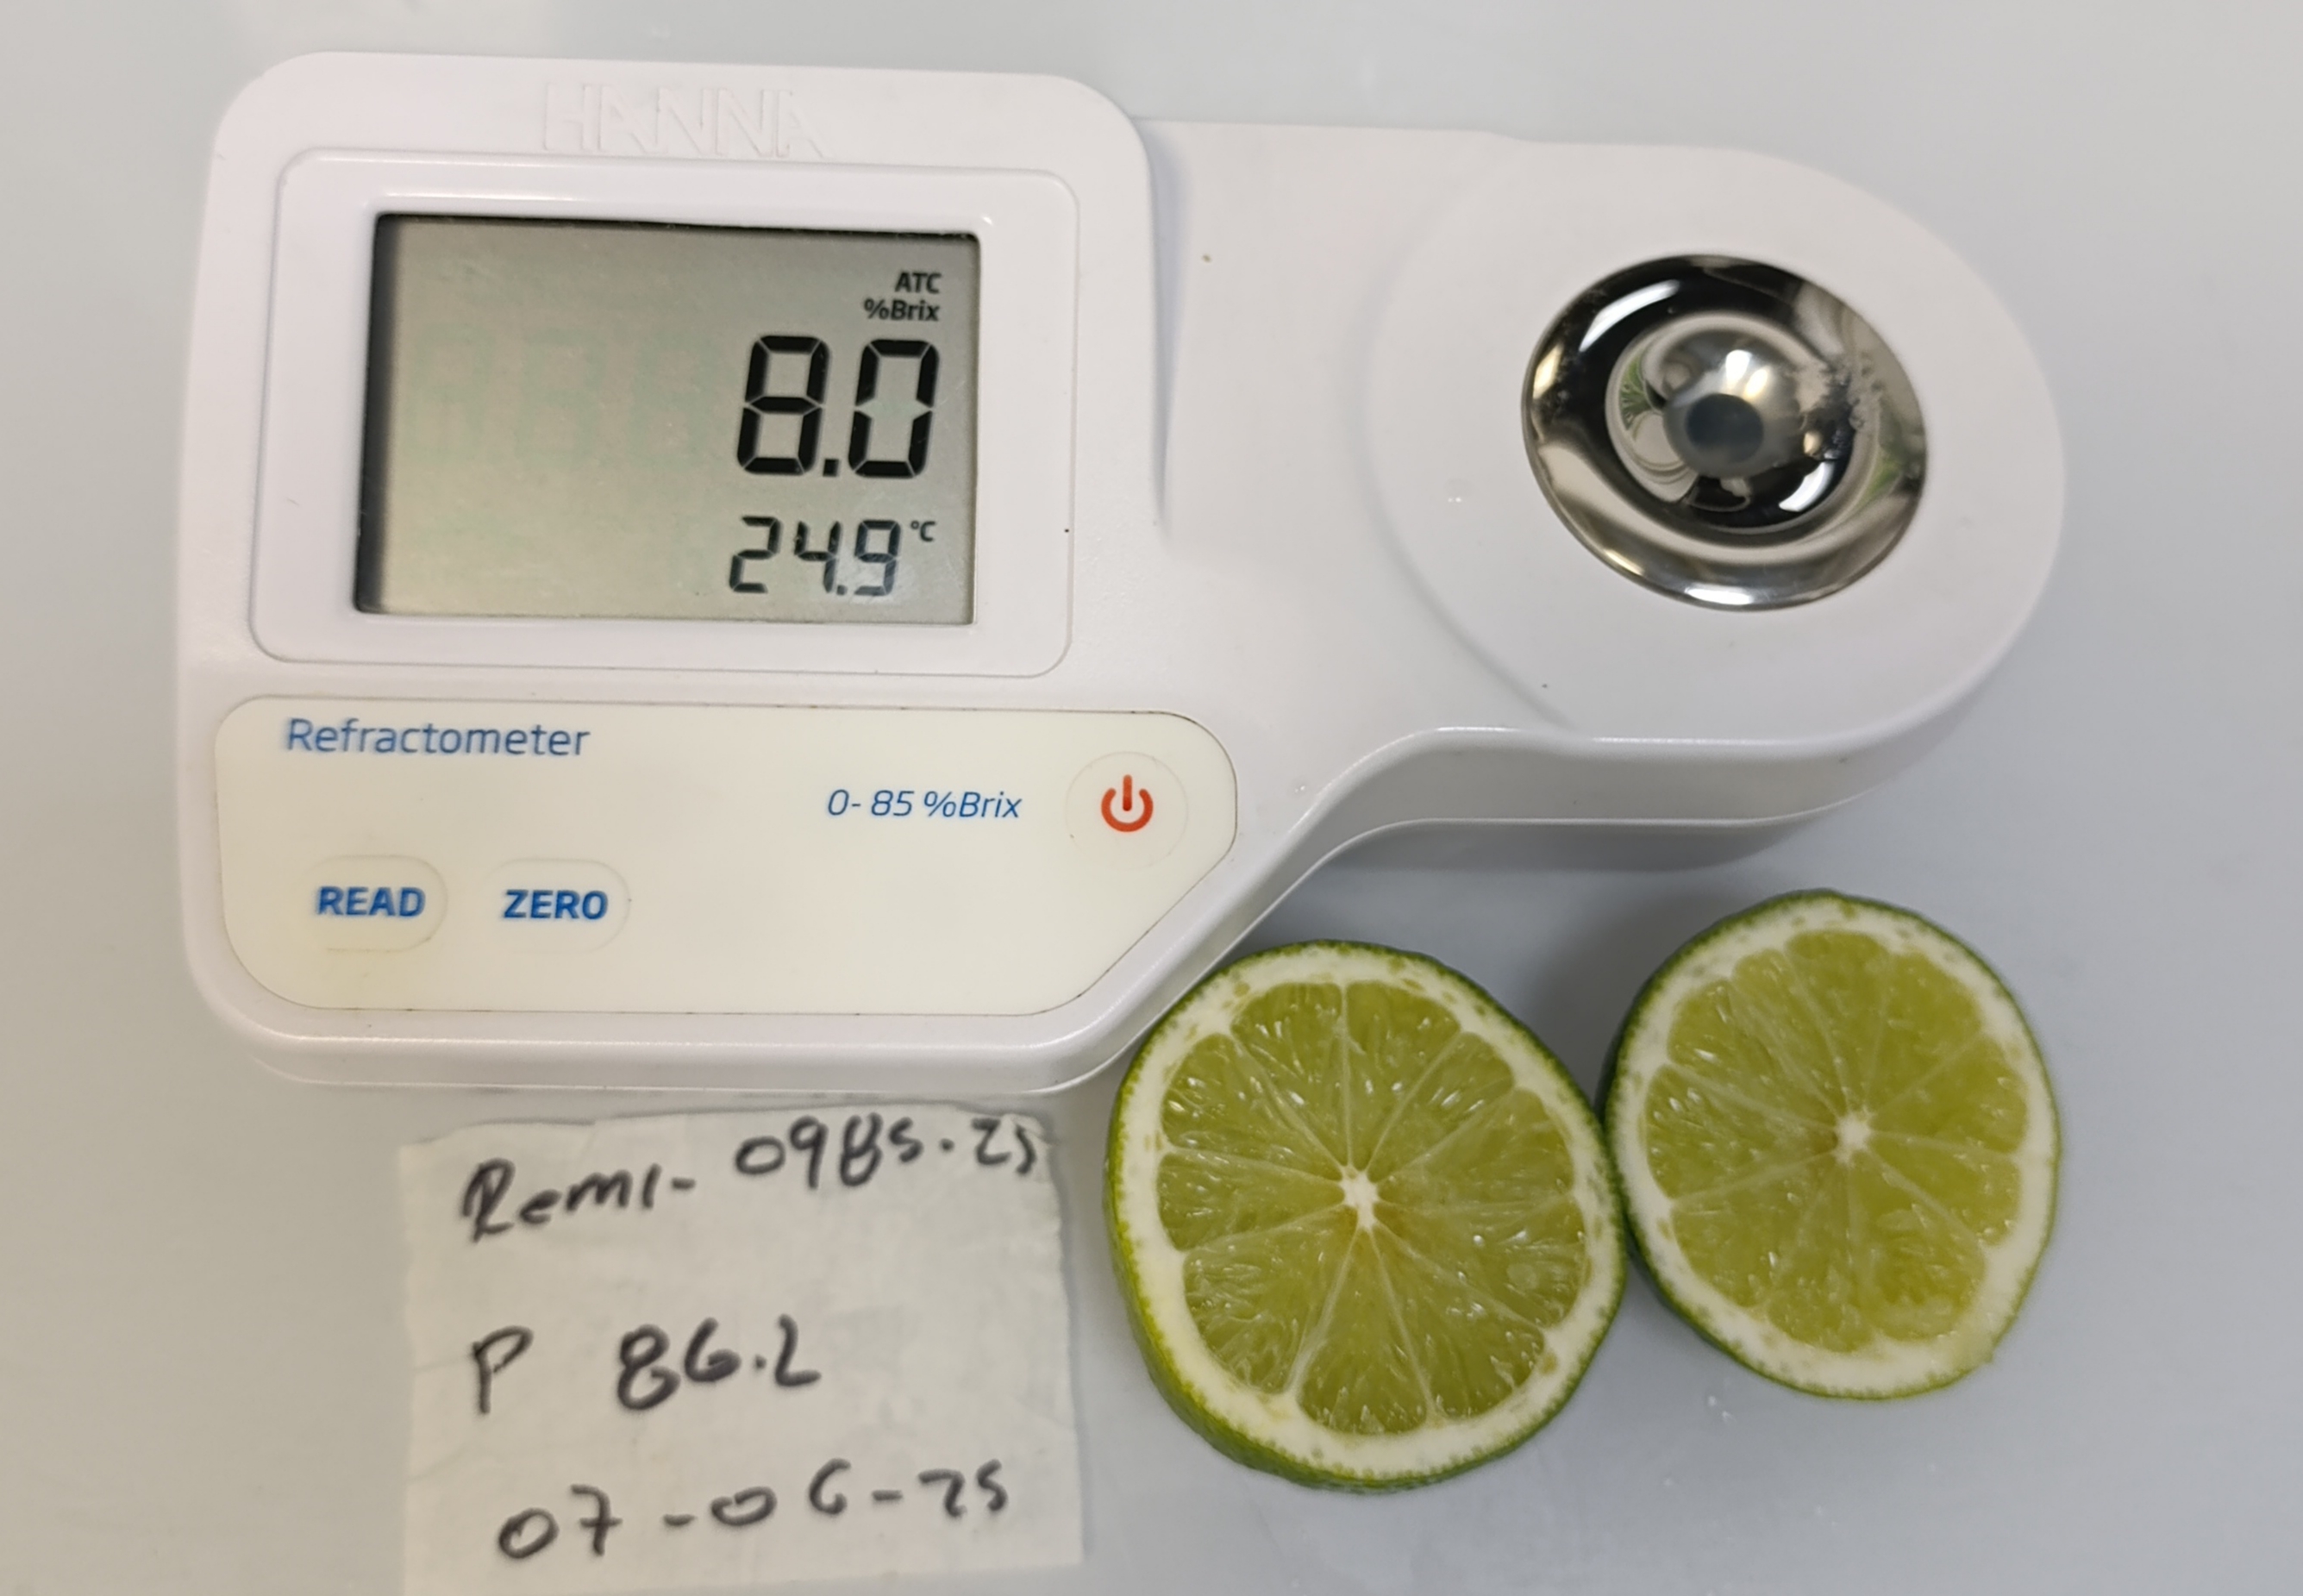 HANNA
ATC
%Brix
8.0
24.9 °C
Refractometer
0- 85 %Brix
READ ZERO
Remi- 0985.25
P 86.2
07-06-25